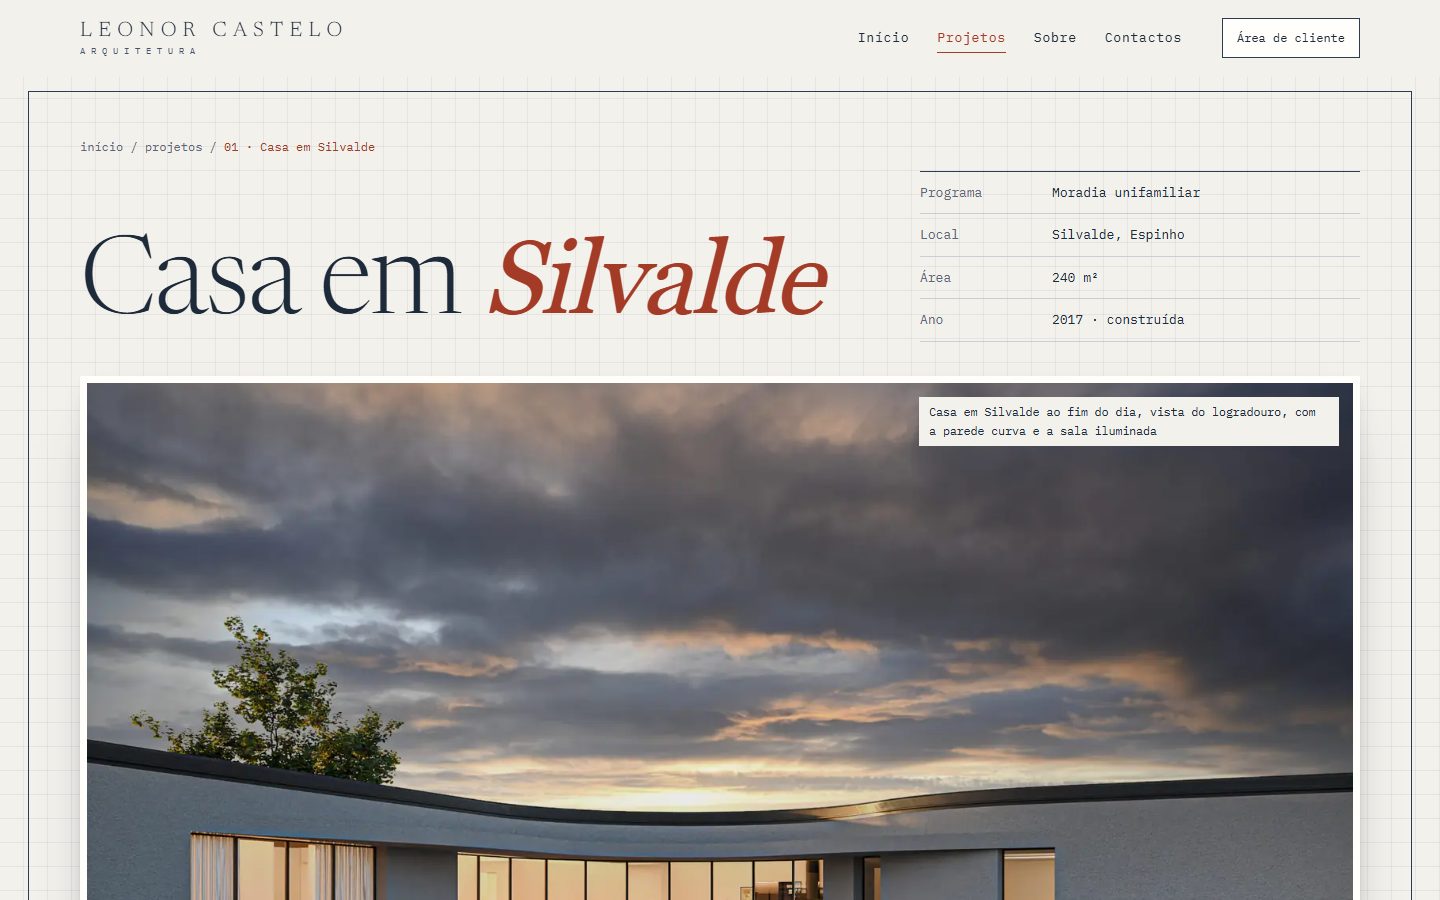 LEONOR CASTELO
ARQUITETURA
Início Projetos Sobre Contactos Área de cliente
início / projetos / 01 · Casa em Silvalde
Casa em Silvalde
Programa Moradia unifamiliar
Local Silvalde, Espinho
Área 240 m²
Ano 2017 · construída
Casa em Silvalde ao fim do dia, vista do logradouro, com
a parede curva e a sala iluminada